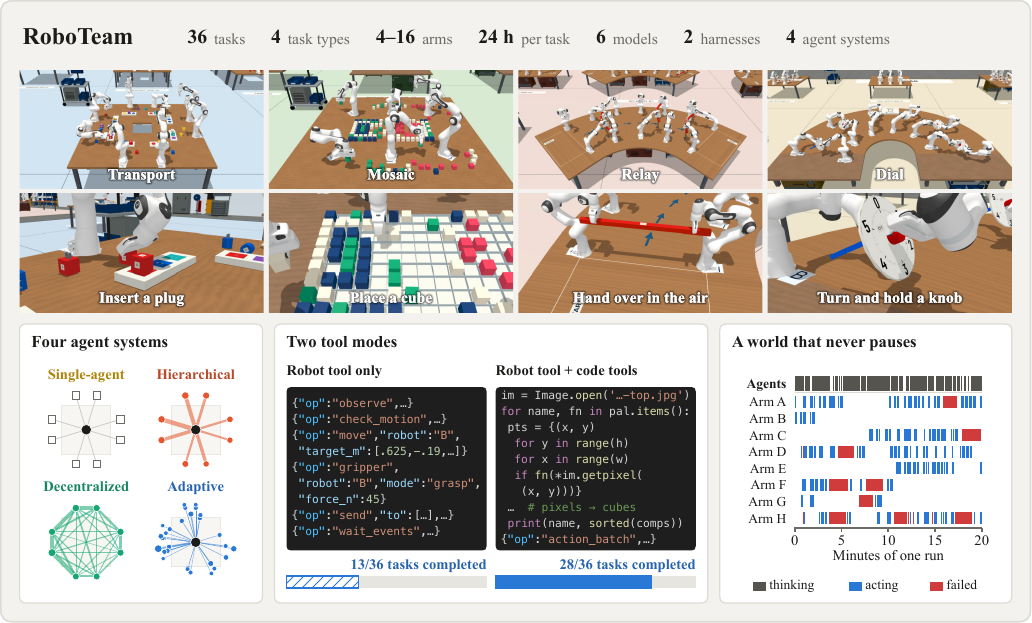 RoboTeam
36 tasks 4 task types 4–16 arms 24 h per task 6 models 2 harnesses 4 agent systems
Transport
Mosaic
Relay
Dial
Insert a plug
Place a cube
Hand over in the air
Turn and hold a knob
B
5
4
3
Four agent systems
Single-agent
Hierarchical
Decentralized
Adaptive
Two tool modes
Robot tool only
{"op":"observe",…}
{"op":"check_motion",…}
{"op":"move","robot":"B",
"target_m":[.625,-.19,…]}
{"op":"gripper",
"robot":"B","mode":"grasp",
"force_n":45}
{"op":"send","to":[…],…}
{"op":"wait_events",…}
13/36 tasks completed
Robot tool + code tools
im = Image.open('…-top.jpg')
for name, fn in pal.items():
pts = {(x, y)
for y in range(h)
for x in range(w)
if fn(*im.getpixel(
(x, y)))}
… # pixels → cubes
print(name, sorted(comps))
{"op":"action_batch",…}
28/36 tasks completed
A world that never pauses
Agents
Arm A
Arm B
Arm C
Arm D
Arm E
Arm F
Arm G
Arm H
0 5 10 15 20
Minutes of one run
thinking acting failed